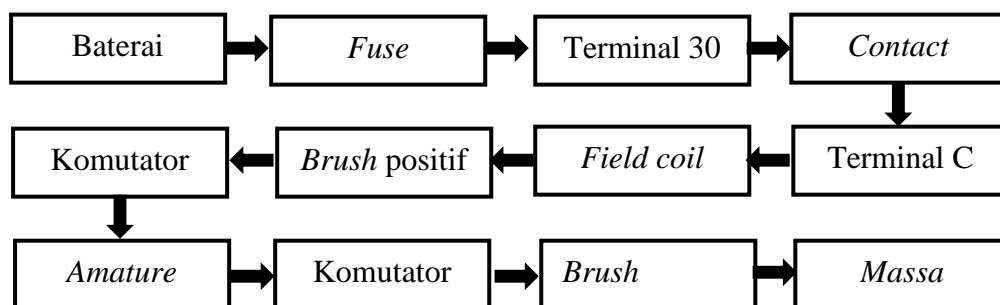 Baterai
Fuse
Terminal 30
Contact
Terminal C
Field coil
Brush positif
Komutator
Amature
Komutator
Brush
Massa